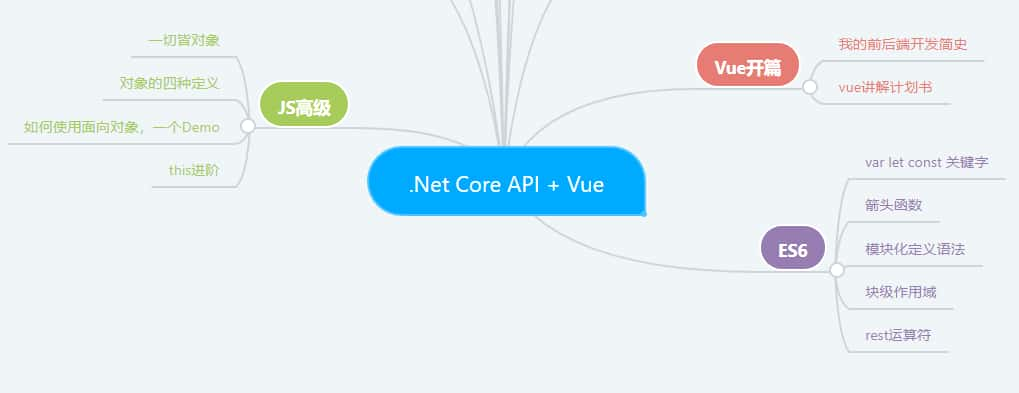 一切皆对象
对象的四种定义
如何使用面向对象，一个Demo
this进阶
JS高级
.Net Core API + Vue
Vue开篇
我的前后端开发简史
vue讲解计划书
ES6
var let const 关键字
箭头函数
模块化定义语法
块级作用域
rest运算符